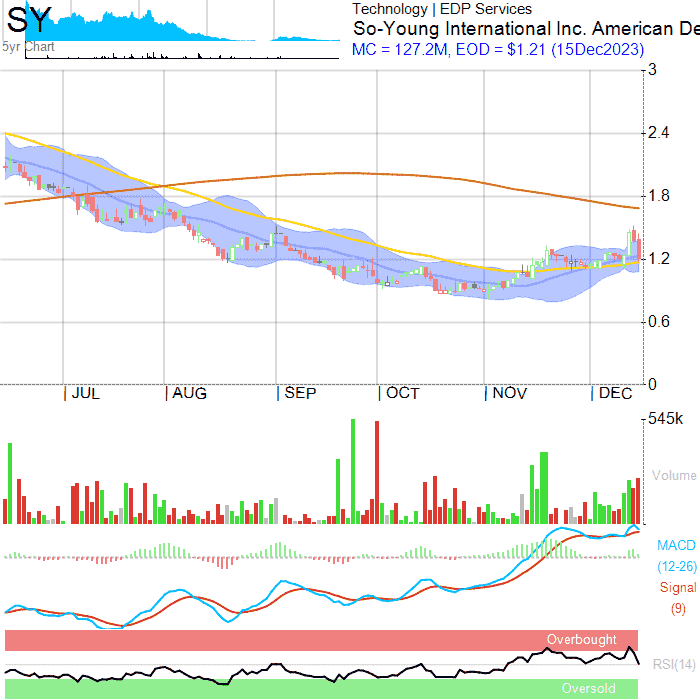 SY
Technology | EDP Services
So-Young International Inc. American De
MC = 127.2M, EOD = $1.21 (15Dec2023)
5yr Chart
3
2.4
1.8
1.2
0.6
0
JUL
AUG
SEP
OCT
NOV
DEC
545k
Volume
MACD
(12-26)
Signal
(9)
Overbought
RSI(14)
Oversold